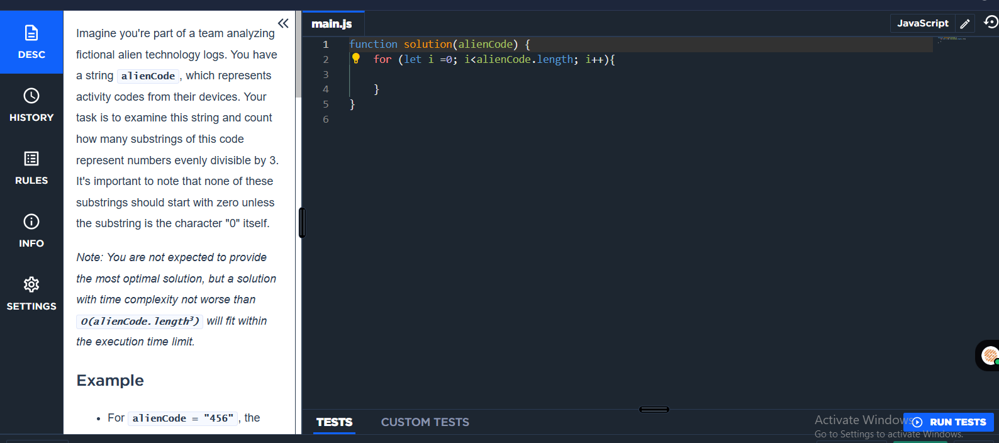 DESC
HISTORY
RULES
INFO
SETTINGS
Imagine you're part of a team analyzing
fictional alien technology logs. You have
a string alienCode, which represents
activity codes from their devices. Your
task is to examine this string and count
how many substrings of this code
represent numbers evenly divisible by 3.
It's important to note that none of these
substrings should start with zero unless
the substring is the character "0" itself.
Note: You are not expected to provide
the most optimal solution, but a solution
with time complexity not worse than
O(alienCode.length³) will fit within
the execution time limit.
Example
• For alienCode = "456", the
main.js
JavaScript
1 function solution(alienCode) {
2 for (let i =0; i<alienCode.length; i++){
3
4 }
5 }
6
TESTS
CUSTOM TESTS
Activate Windows
Go to Settings to activate Windows.
RUN TESTS